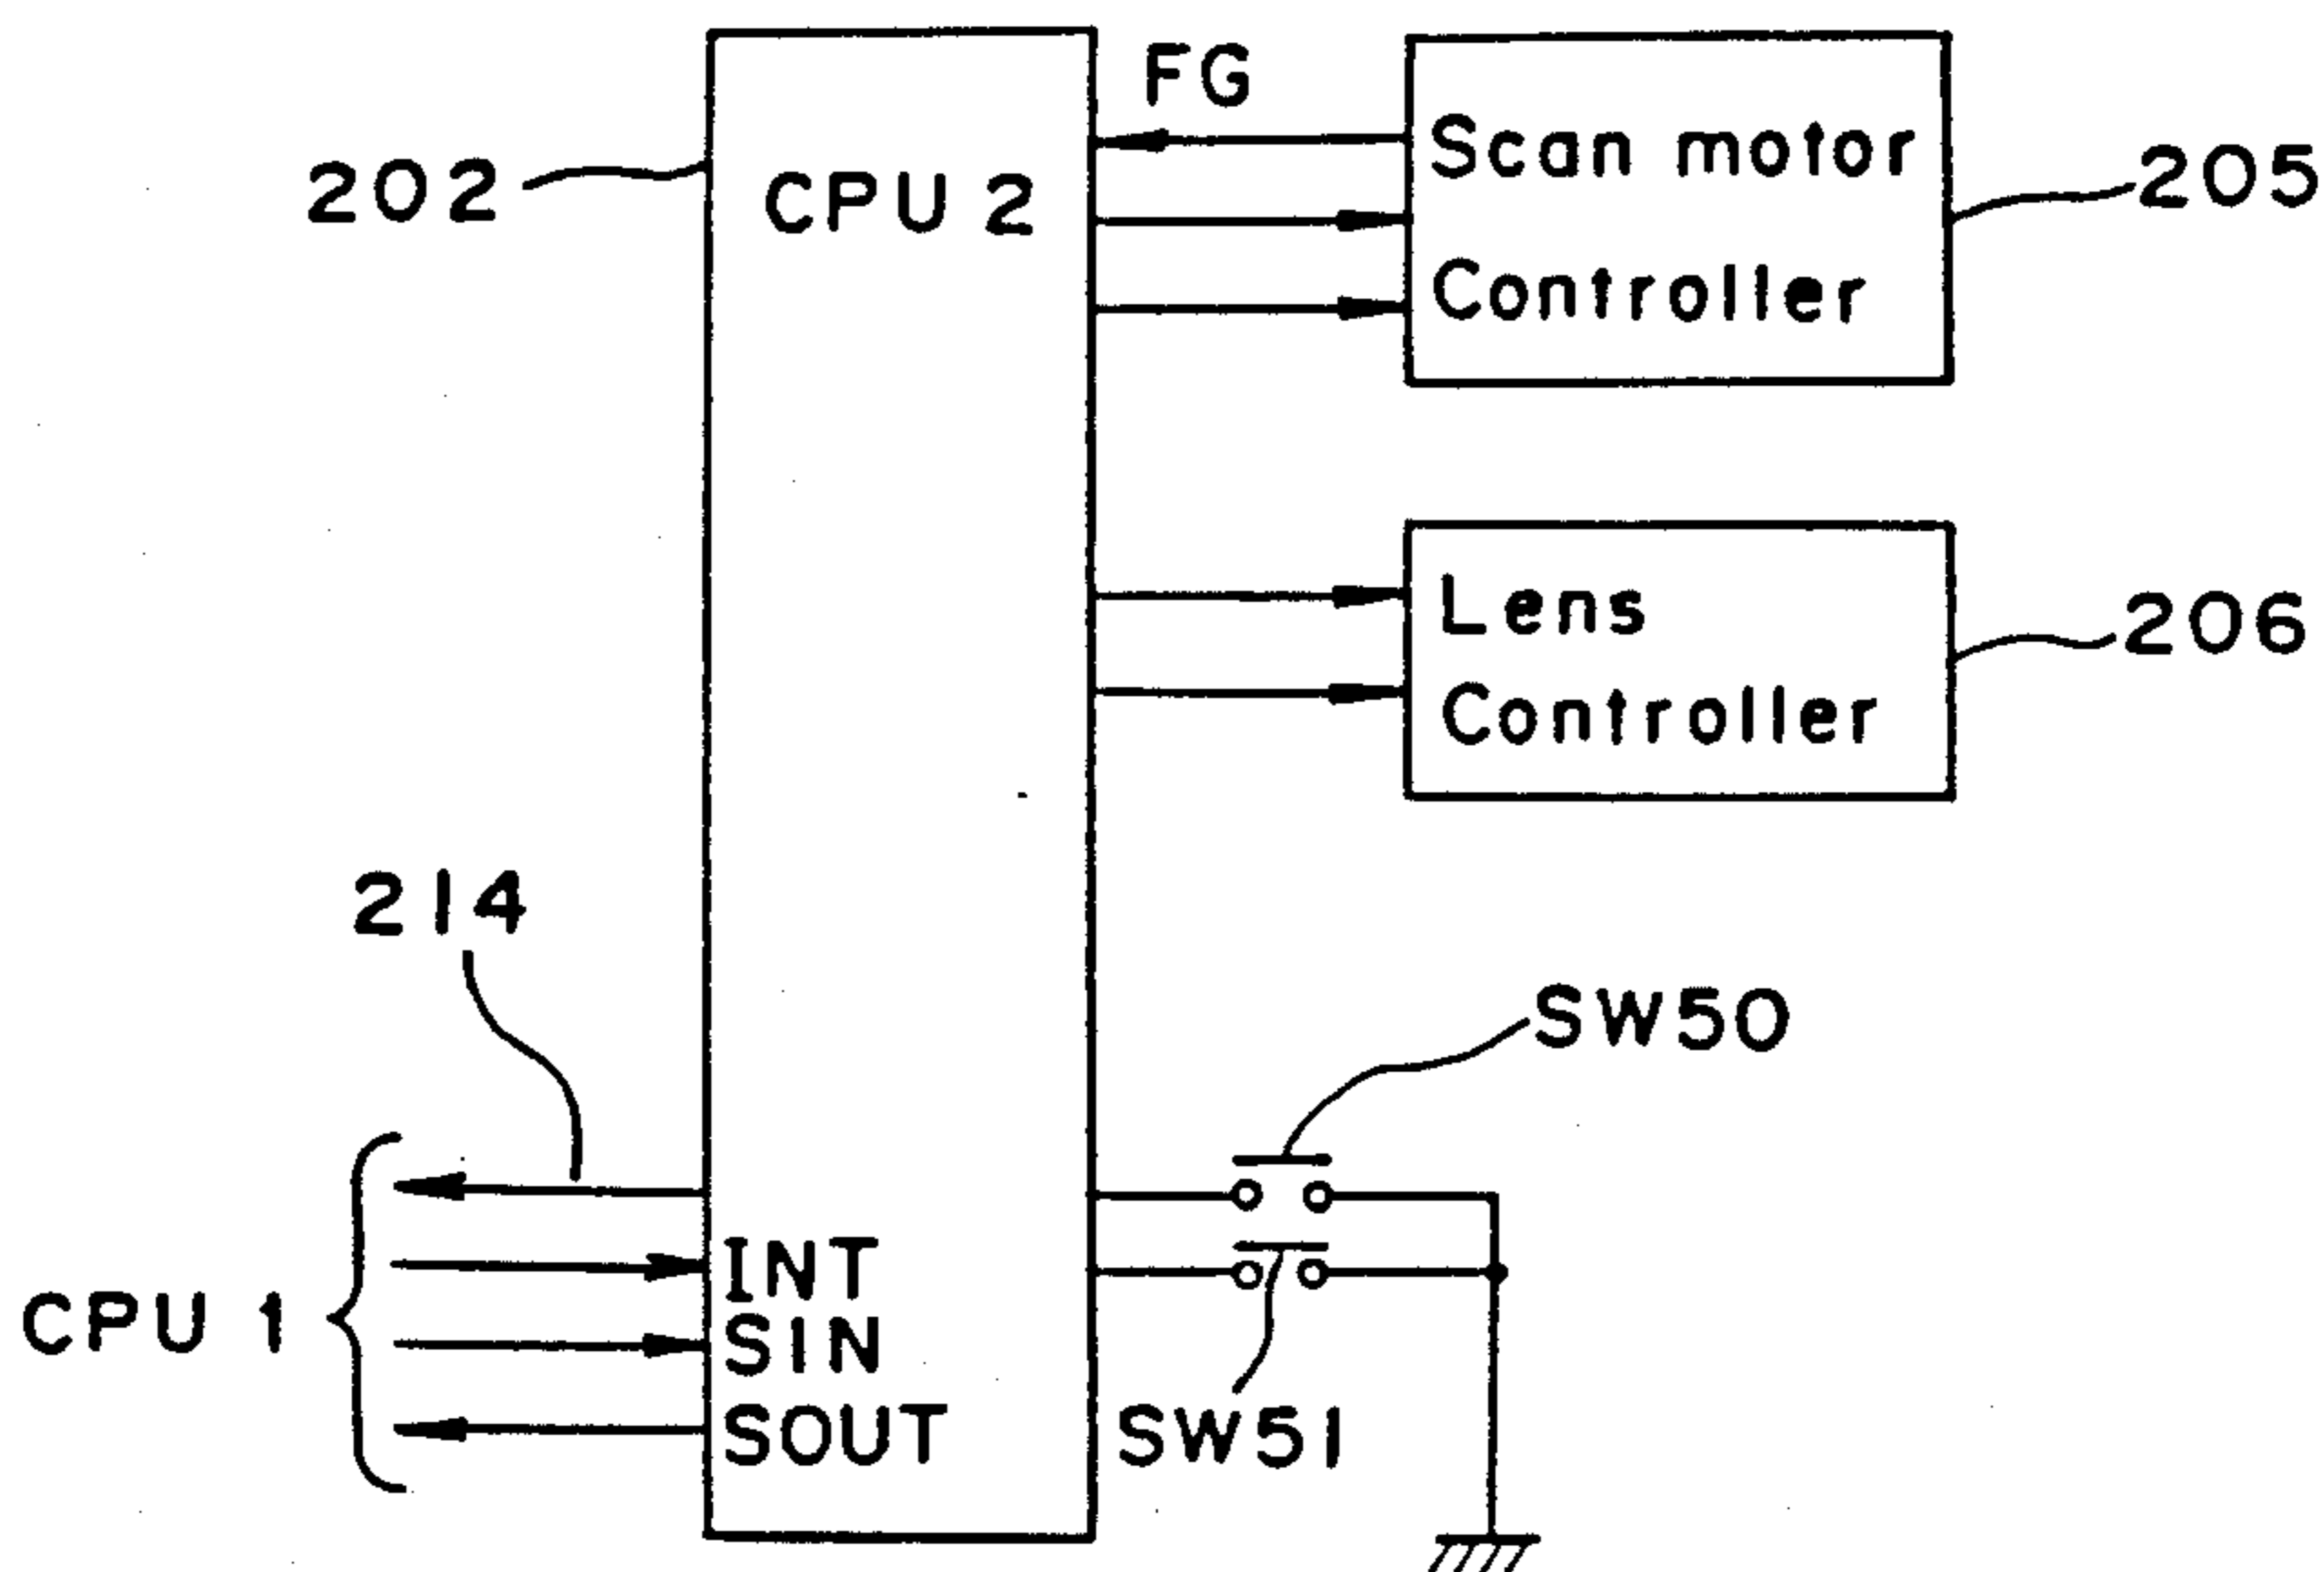 FG
Scan motor
Controller
205
202
CPU 2
Lens
Controller
206
214
SW50
CPU 1
INT
SIN
SOUT
SW51